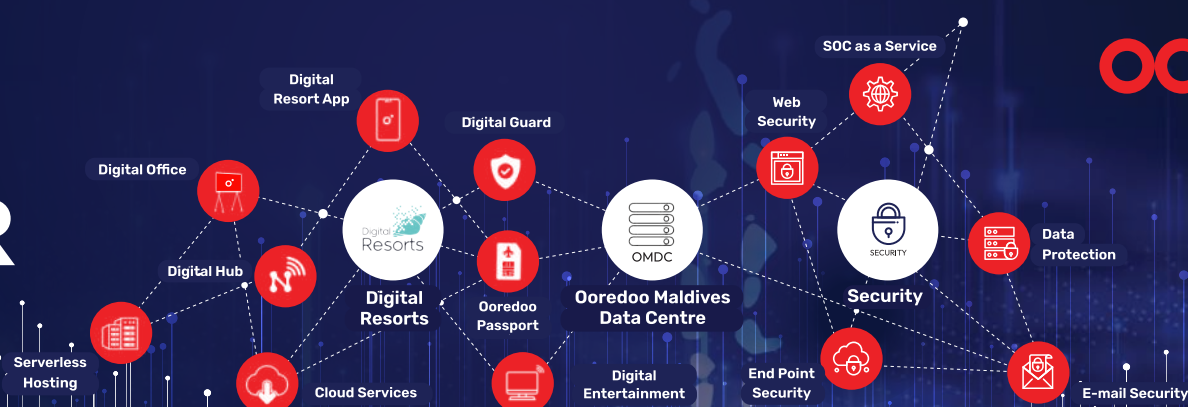 SOC as a Service
Digital
Resort App
Web
Security
Digital Guard
Digital Office
Digital
Resorts
OMDC
SECURITY
Data
Protection
Digital Hub
Digital
Resorts
Ooredoo
Passport
Ooredoo Maldives
Data Centre
Security
Serverless
Hosting
Cloud Services
Digital
Entertainment
End Point
Security
E-mail Security